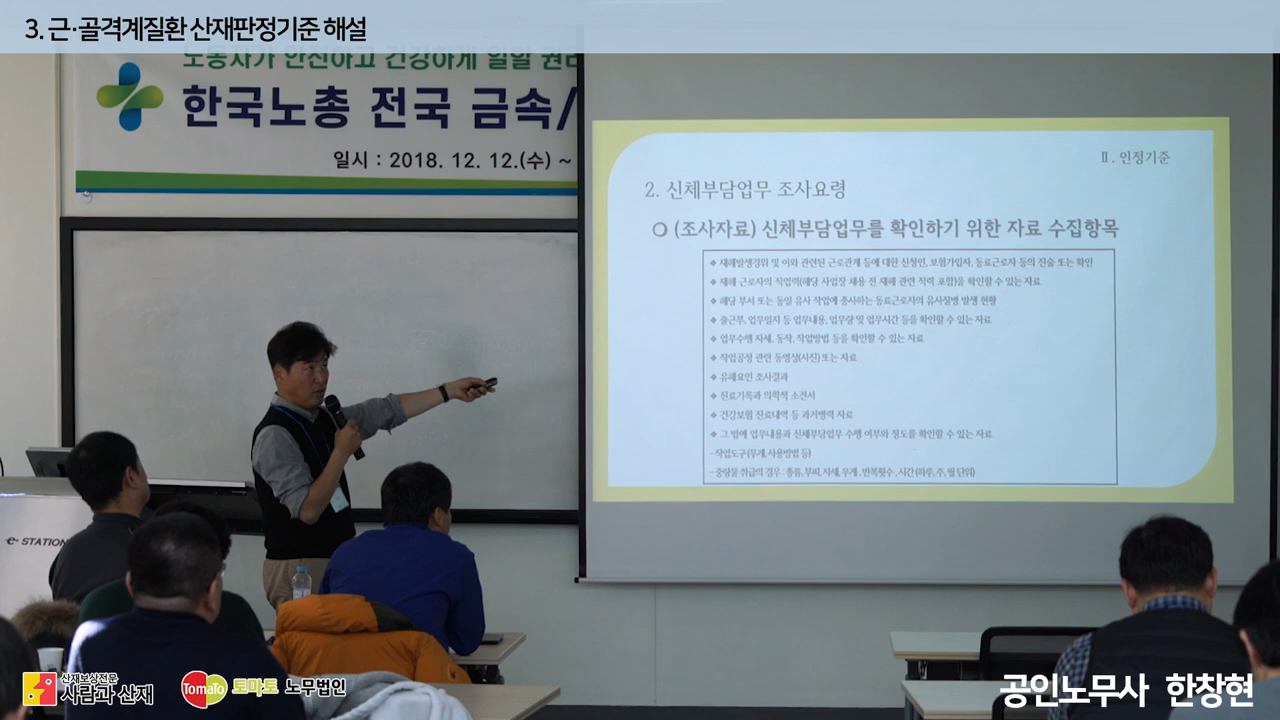 3. 근·골격계질환 산재판정기준 해설
노동자가 안전하고 건강하게 일할 권리
한국노총 전국 금속/
일시 : 2018. 12. 12.(수) ~
Ⅱ. 인정기준
2. 신체부담업무 조사요령
○ (조사자료) 신체부담업무를 확인하기 위한 자료 수집항목
❖ 재해발생경위 및 이와 관련된 근로관계 등에 대한 신청인, 보험가입자, 동료근로자 등의 진술 또는 확인
❖ 재해 근로자의 직업력(해당 사업장 채용 전 재해 관련 직력 포함)을 확인할 수 있는 자료
❖ 해당 부서 또는 동일 유사 작업에 종사하는 동료근로자의 유사질병 발생 현황
❖ 출근부, 업무일지 등 업무내용, 업무량 및 업무시간 등을 확인할 수 있는 자료
❖ 업무수행 자세, 동작, 작업방법 등을 확인할 수 있는 자료
❖ 작업공정 관련 동영상(사진) 또는 자료
❖ 유해요인 조사결과
❖ 진료기록과 의학적 소견서
❖ 건강보험 진료내역 등 과거병력 자료
❖ 그 밖에 업무내용과 신체부담업무 수행 여부와 정도를 확인할 수 있는 자료
- 작업도구(무게, 사용방법 등)
- 중량물 취급의 경우 : 종류, 부피, 자세, 무게, 반복횟수, 시간(하루, 주, 월 단위)
e-STATION
산재보상전문
사람과 산재
TomaTo
토마토 노무법인
공인노무사 한창현